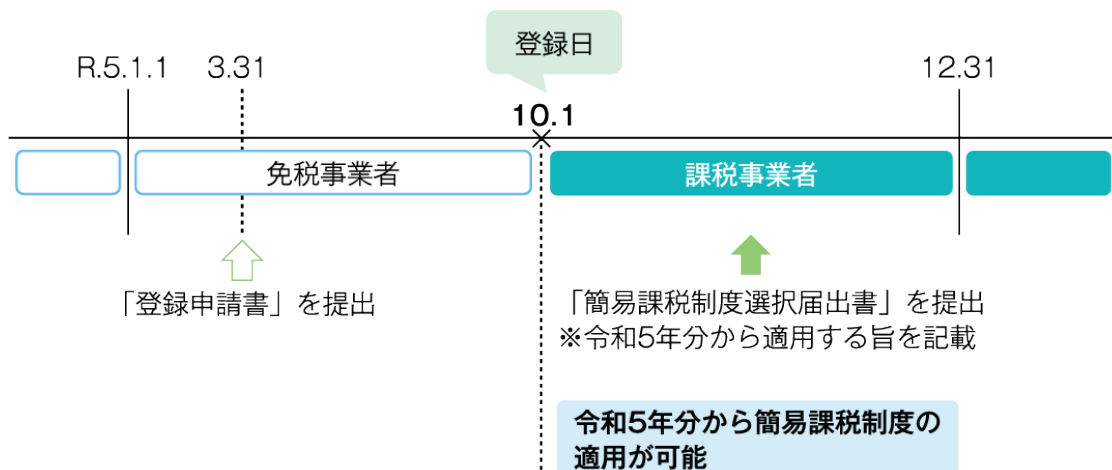 登録日
R.5.1.1
3.31
10.1
12.31
免税事業者
課税事業者
「登録申請書」を提出
「簡易課税制度選択届出書」を提出
※令和5年分から適用する旨を記載
令和5年分から簡易課税制度の
適用が可能